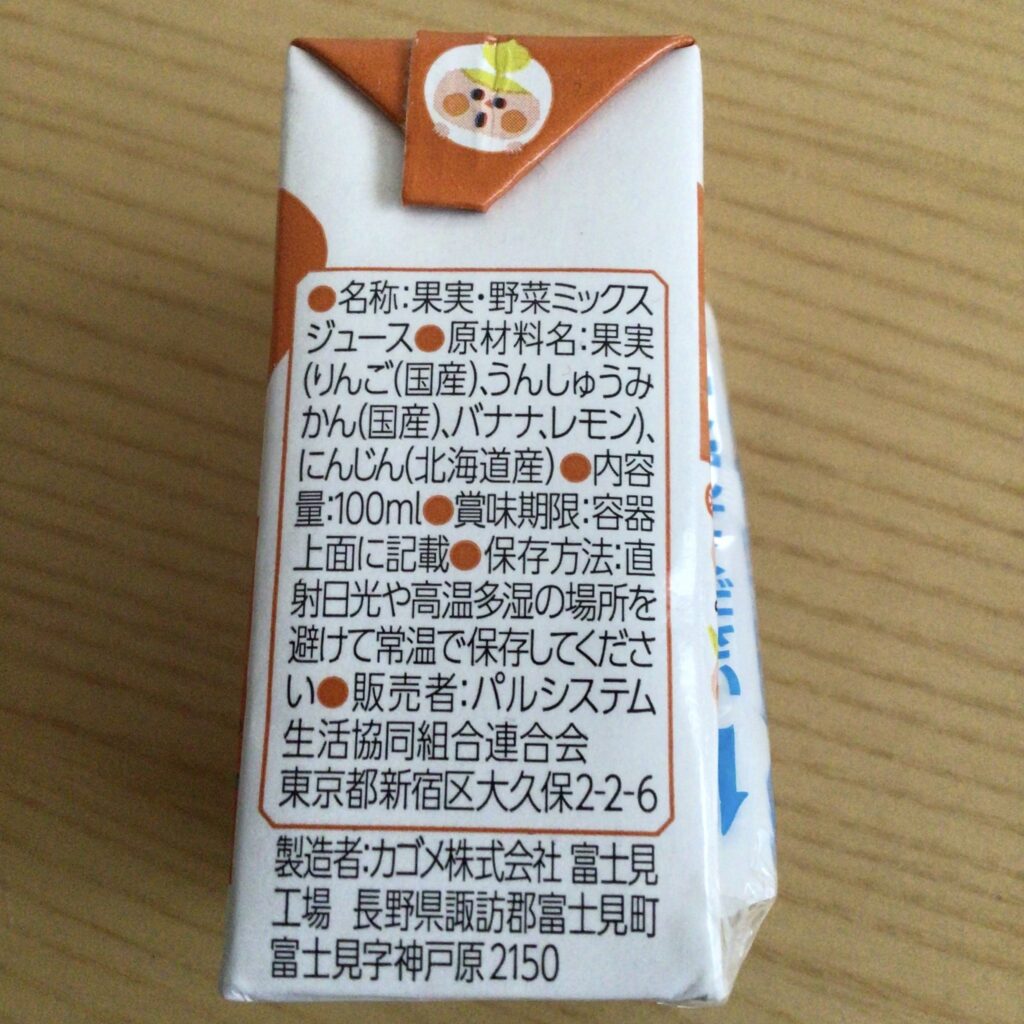 ●名称:果実・野菜ミックス
ジュース●原材料名:果実
(りんご(国産)、うんしゅうみ
かん(国産)、バナナ、レモン)、
にんじん(北海道産)●内容
量:100ml●賞味期限:容器
上面に記載●保存方法:直
射日光や高温多湿の場所を
避けて常温で保存してくださ
い●販売者:パルシステム
生活協同組合連合会
東京都新宿区大久保2-2-6
製造者:カゴメ株式会社 富士見
工場 長野県諏訪郡富士見町
富士見字神戸原2150